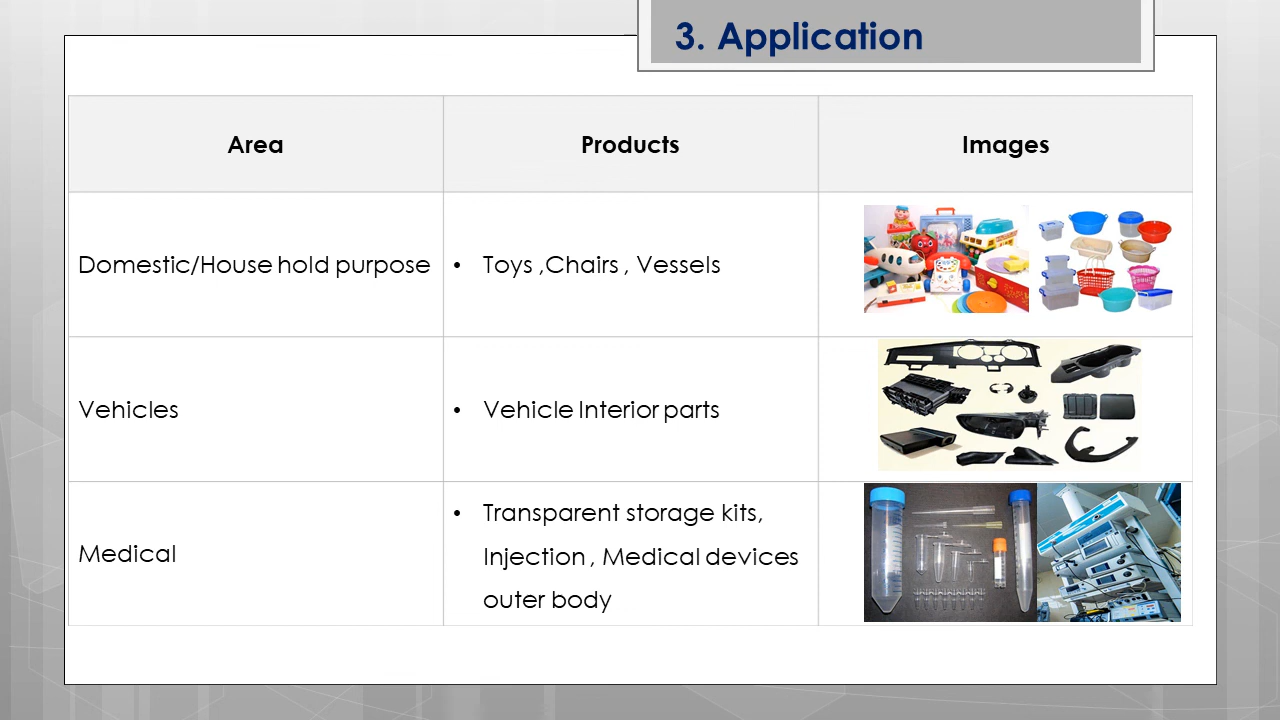 3. Application
Area
Products
Images
Domestic/House hold purpose
• Toys ,Chairs , Vessels
Vehicles
• Vehicle Interior parts
Medical
• Transparent storage kits,
Injection , Medical devices
outer body